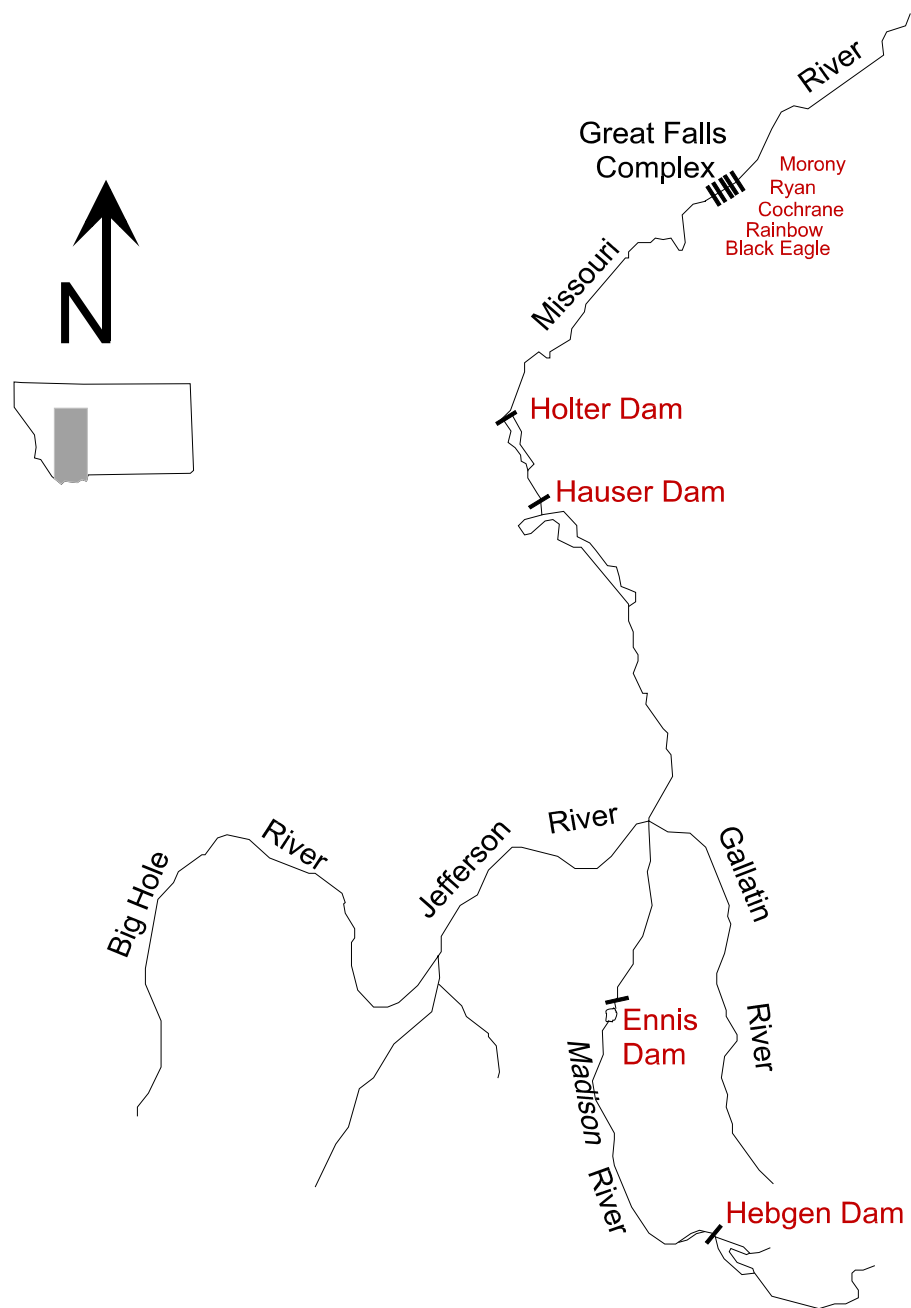 River
Great Falls
Complex
Morony
Ryan
Cochrane
Rainbow
Black Eagle
Missouri
N
Holter Dam
Hauser Dam
River
River
Jefferson
Gallatin
Big Hole
River
Ennis
Dam
Madison
River
Hebgen Dam